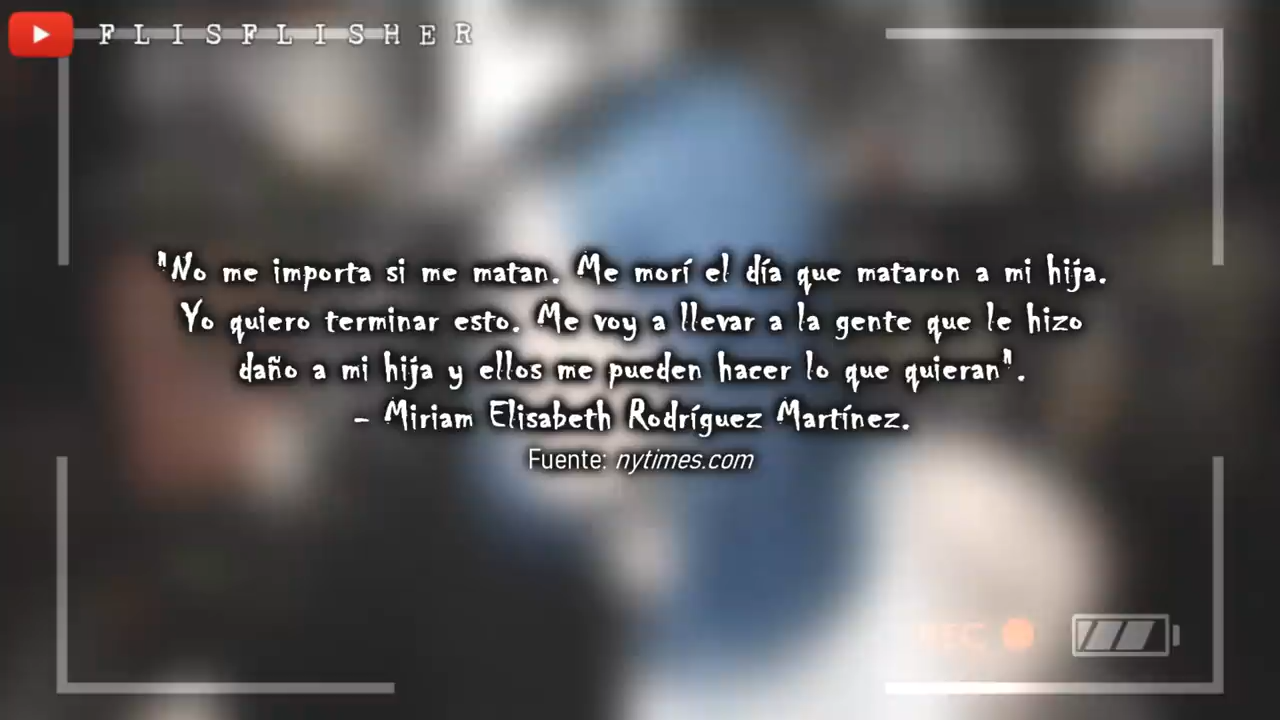 FLISFLISHER
"No me importa si me matan. Me morí el día que mataron a mi hija.
Yo quiero terminar esto. Me voy a llevar a la gente que le hizo
daño a mi hija y ellos me pueden hacer lo que quieran".
- Miriam Elisabeth Rodríguez Martínez.
Fuente: nytimes.com
REC